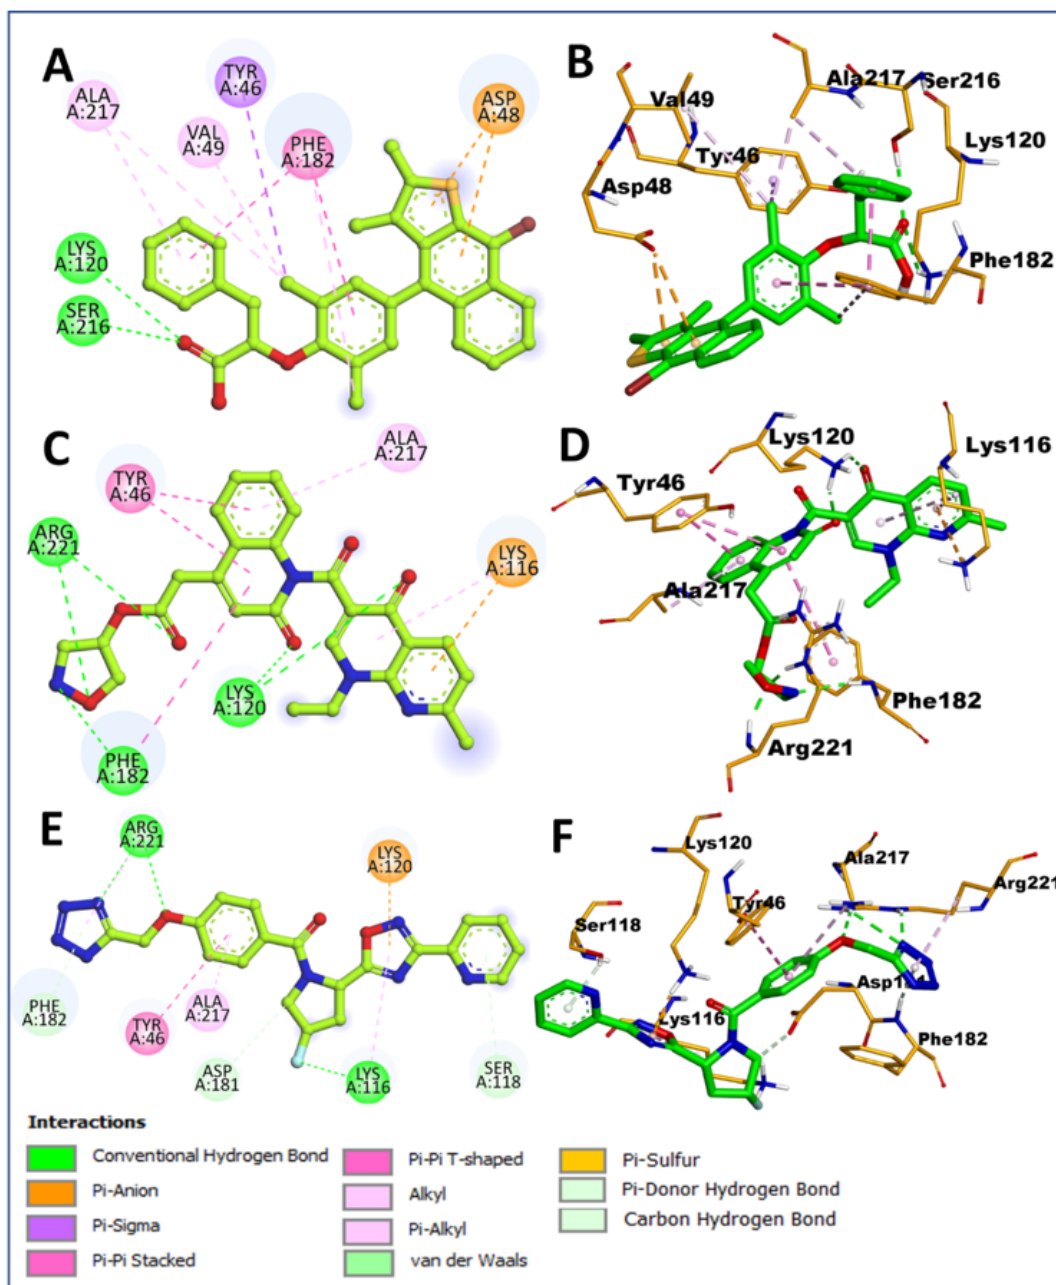 A
TYR
A:46
ALA
A:217
VAL
A:49
PHE
A:182
ASP
A:48
LYS
A:120
SER
A:216
B
Val49
Ala217
Ser216
Lys120
Tyr46
Asp48
Phe182
C
ALA
A:217
TYR
A:46
ARG
A:221
LYS
A:116
LYS
A:120
PHE
A:182
D
Lys120
Lys116
Tyr46
Ala217
Phe182
Arg221
E
ARG
A:221
LYS
A:120
PHE
A:182
TYR
A:46
ALA
A:217
ASP
A:181
LYS
A:116
SER
A:118
F
Lys120
Ala217
Arg221
Tyr46
Ser118
Lys116
Phe182
Interactions
Conventional Hydrogen Bond
Pi-Anion
Pi-Sigma
Pi-Pi Stacked
Pi-Pi T-shaped
Alkyl
Pi-Alkyl
van der Waals
Pi-Sulfur
Pi-Donor Hydrogen Bond
Carbon Hydrogen Bond